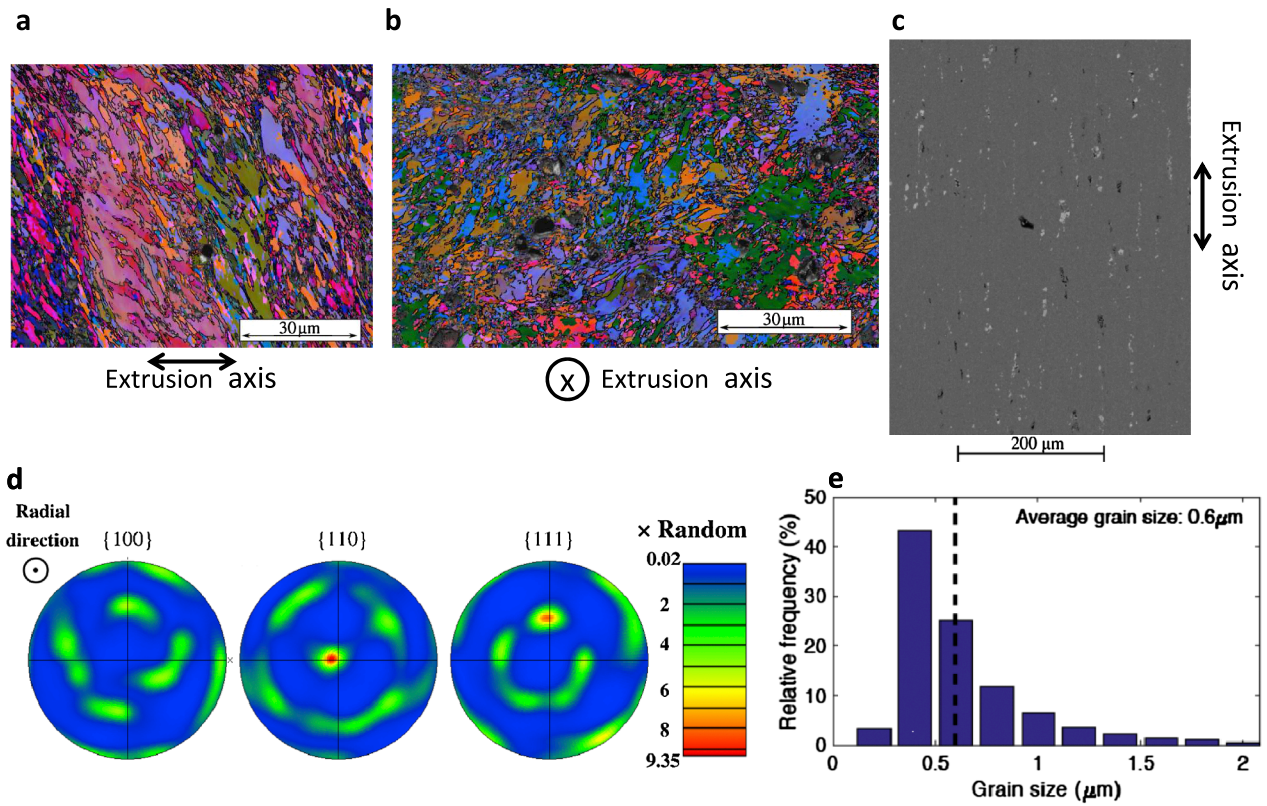 a
b
c
30μm
30μm
Extrusion axis
x
Extrusion axis
Extrusion axis
200 μm
d
Radial
direction
{100}
{110}
{111}
× Random
0.02
2
4
6
8
9.35
×
e
Average grain size: 0.6μm
Relative frequency (%)
50
40
30
20
10
0
0
0.5
1
1.5
2
Grain size (μm)